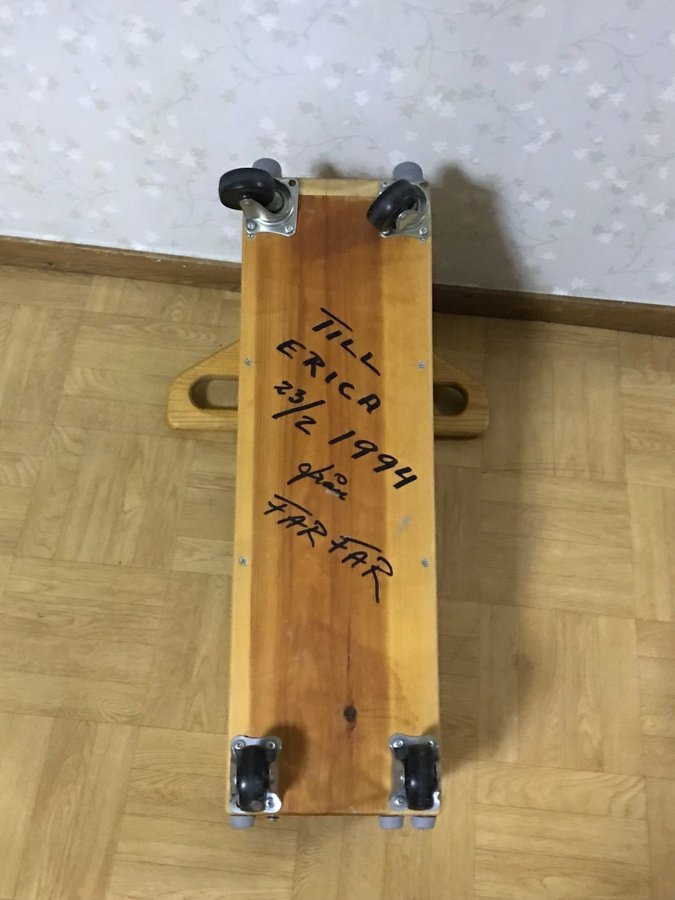 TILL
ERICA
23/2 1994
från
FARFAR